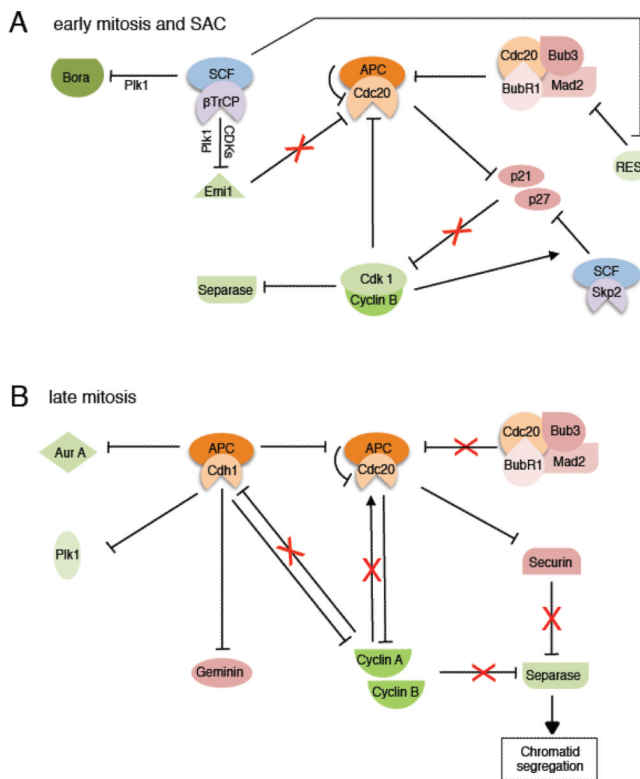 A early mitosis and SAC
Bora
Plk1
SCF
βTrCP
Plk1
CDKs
Emi1
APC
Cdc20
Cdc20
Bub3
BubR1
Mad2
RES
p21
p27
Separase
Cdk 1
Cyclin B
SCF
Skp2
B late mitosis
Aur A
APC
Cdh1
APC
Cdc20
Cdc20
Bub3
BubR1
Mad2
Plk1
Securin
Geminin
Cyclin A
Cyclin B
Separase
Chromatid
segregation